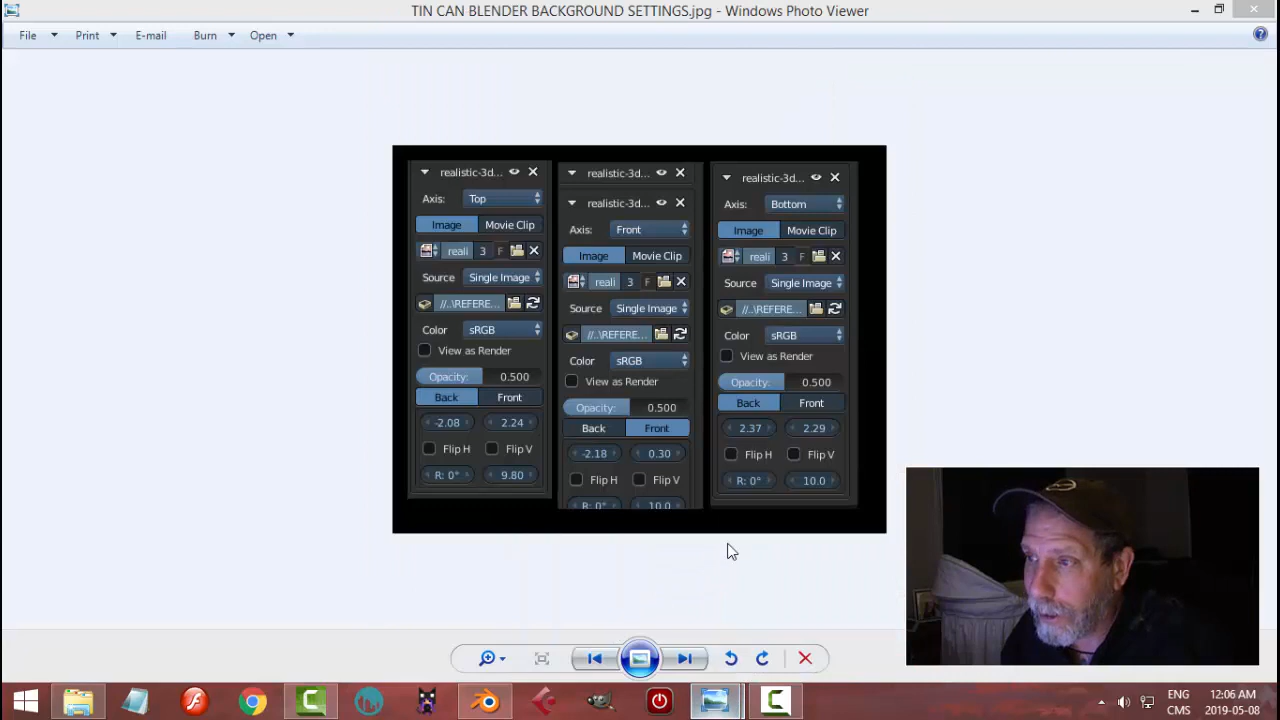 TIN CAN BLENDER BACKGROUND SETTINGS.jpg - Windows Photo Viewer
File Print E-mail Burn Open
realistic-3d...
Axis: Top
Image Movie Clip
reali 3 F
Source Single Image
//..\REFERE...
Color sRGB
View as Render
Opacity: 0.500
Back Front
-2.08 2.24
Flip H Flip V
R: 0° 9.80
realistic-3d...
realistic-3d...
Axis: Front
Image Movie Clip
reali 3 F
Source Single Image
//..\REFERE...
Color sRGB
View as Render
Opacity: 0.500
Back Front
-2.18 0.30
Flip H Flip V
R: 0° 10.0
realistic-3d...
Axis: Bottom
Image Movie Clip
reali 3 F
Source Single Image
//..\REFERE...
Color sRGB
View as Render
Opacity: 0.500
Back Front
2.37 2.29
Flip H Flip V
R: 0° 10.0
ENG 12:06 AM
CMS 2019-05-08